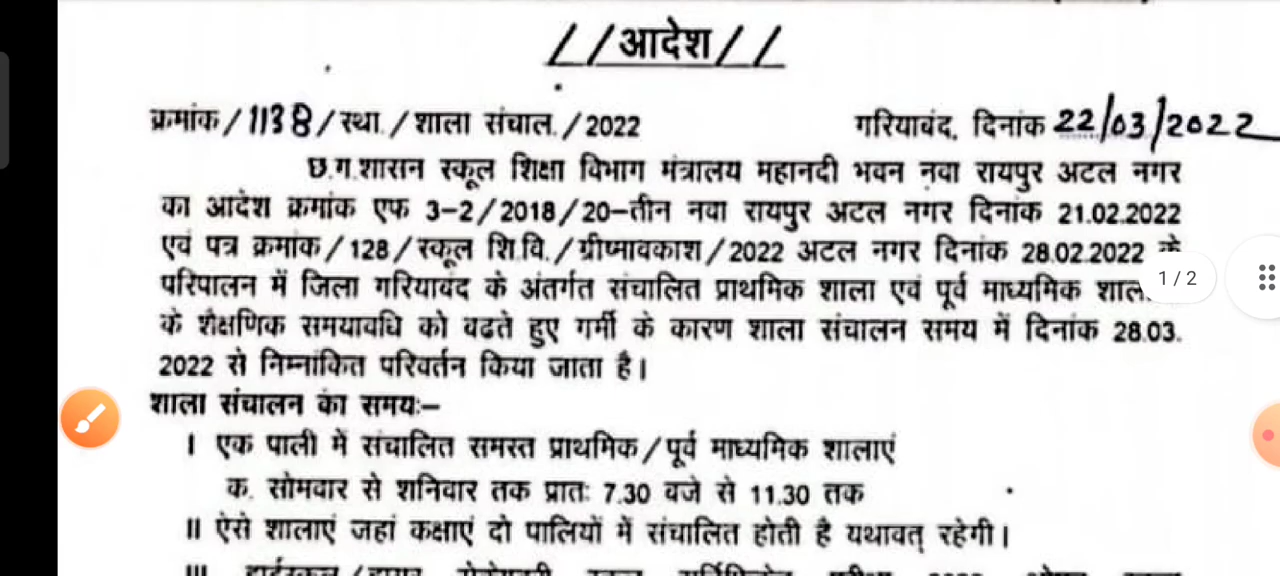 //आदेश//
क्रमांक/1138/स्था./शाला संचाल./2022 गरियाबंद, दिनांक 22/03/2022
छ.ग.शासन स्कूल शिक्षा विभाग मंत्रालय महानदी भवन नवा रायपुर अटल नगर
का आदेश क्रमांक एफ 3-2/2018/20-तीन नवा रायपुर अटल नगर दिनांक 21.02.2022
एवं पत्र क्रमांक/128/स्कूल शि.वि./ग्रीष्मावकाश/2022 अटल नगर दिनांक 28.02.2022 के
परिपालन में जिला गरियाबंद के अंतर्गत संचालित प्राथमिक शाला एवं पूर्व माध्यमिक
1/2
के शैक्षणिक समयावधि को बढते हुए गर्मी के कारण शाला संचालन समय में दिनांक 28.03.
2022 से निम्नांकित परिवर्तन किया जाता है।
शाला संचालन का समयः–
I एक पाली में संचालित समस्त प्राथमिक/पूर्व माध्यमिक शालाएं
क. सोमवार से शनिवार तक प्रातः 7.30 बजे से 11.30 तक
II ऐसे शालाएं जहां कक्षाएं दो पालियों में संचालित होती है यथावत् रहेगी।